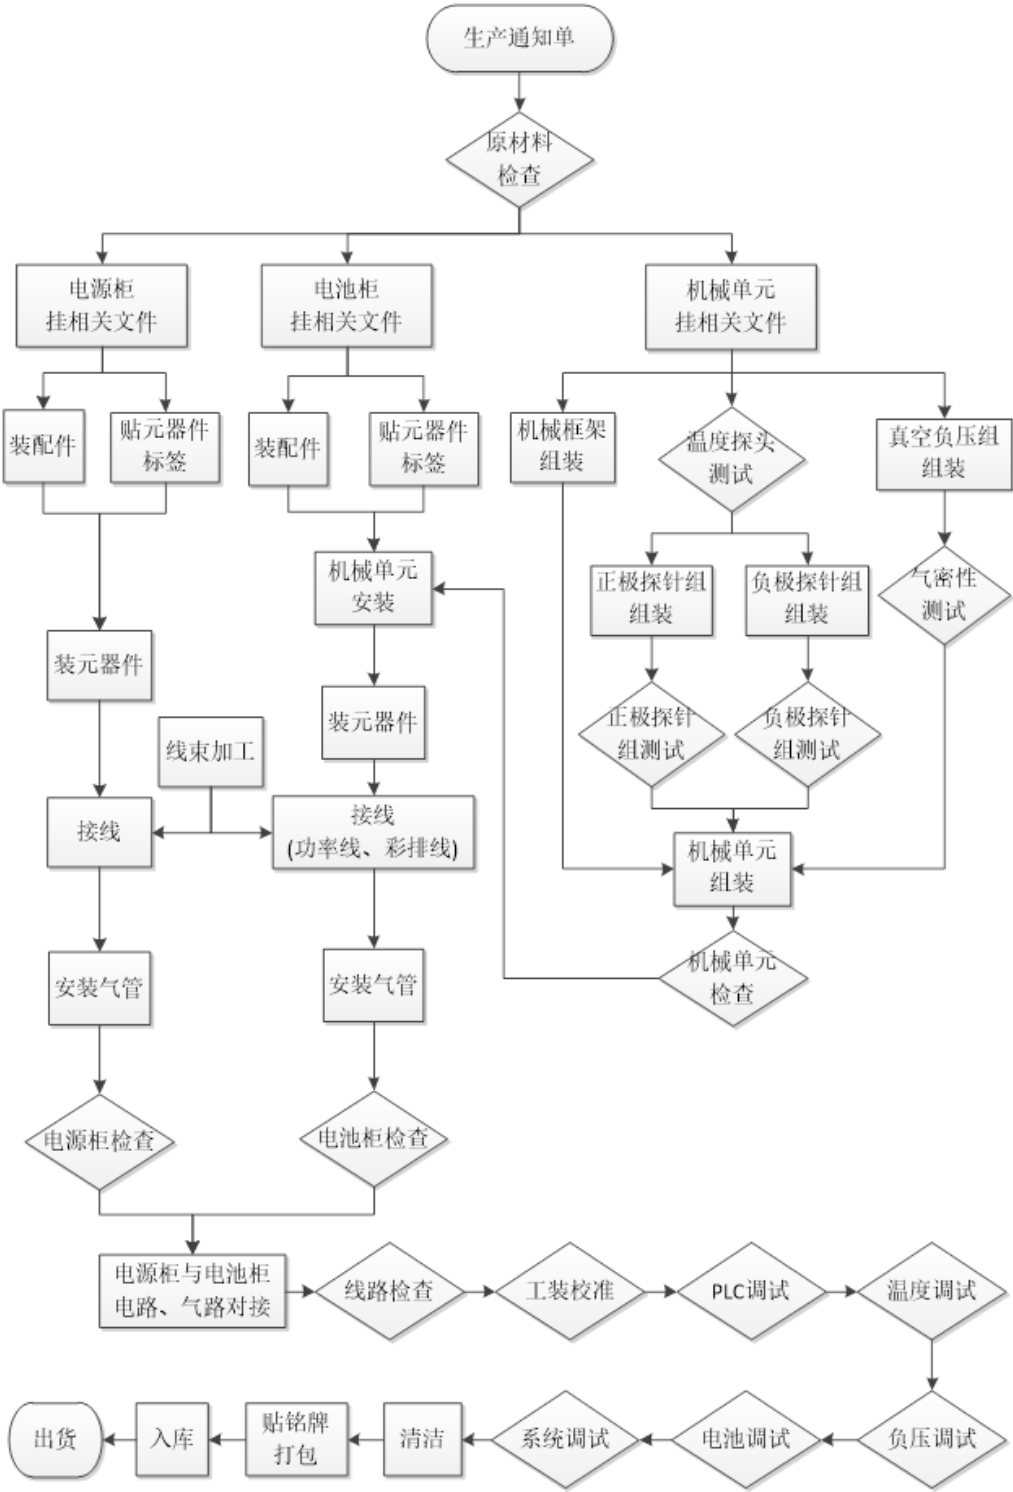 生产通知单
原材料
检查
电源柜
挂相关文件
电池柜
挂相关文件
机械单元
挂相关文件
装配件
贴元器件
标签
装配件
贴元器件
标签
机械框架
组装
温度探头
测试
真空负压组
组装
机械单元
安装
正极探针组
组装
负极探针组
组装
气密性
测试
装元器件
装元器件
正极探针
组测试
负极探针
组测试
线束加工
接线
接线
(功率线、彩排线)
机械单元
组装
安装气管
安装气管
机械单元
检查
电源柜检查
电池柜检查
电源柜与电池柜
电路、气路对接
线路检查
工装校准
PLC调试
温度调试
出货
入库
贴铭牌
打包
清洁
系统调试
电池调试
负压调试